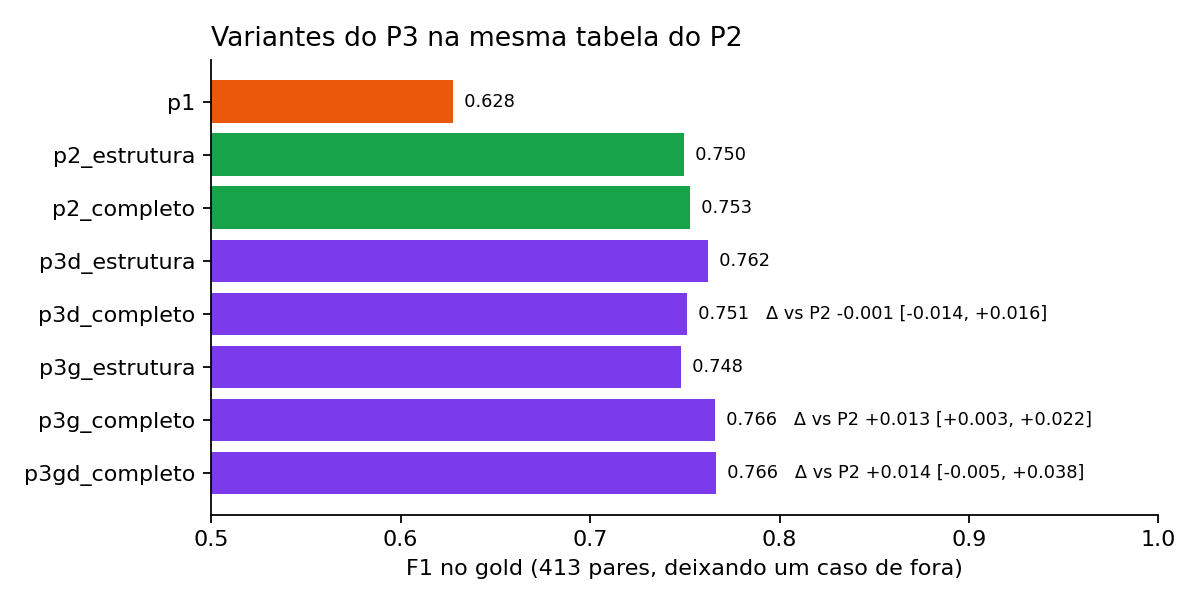 Variantes do P3 na mesma tabela do P2
p1 0.628
p2_estrutura 0.750
p2_completo 0.753
p3d_estrutura 0.762
p3d_completo 0.751 Δ vs P2 -0.001 [-0.014, +0.016]
p3g_estrutura 0.748
p3g_completo 0.766 Δ vs P2 +0.013 [+0.003, +0.022]
p3gd_completo 0.766 Δ vs P2 +0.014 [-0.005, +0.038]
0.5 0.6 0.7 0.8 0.9 1.0
F1 no gold (413 pares, deixando um caso de fora)